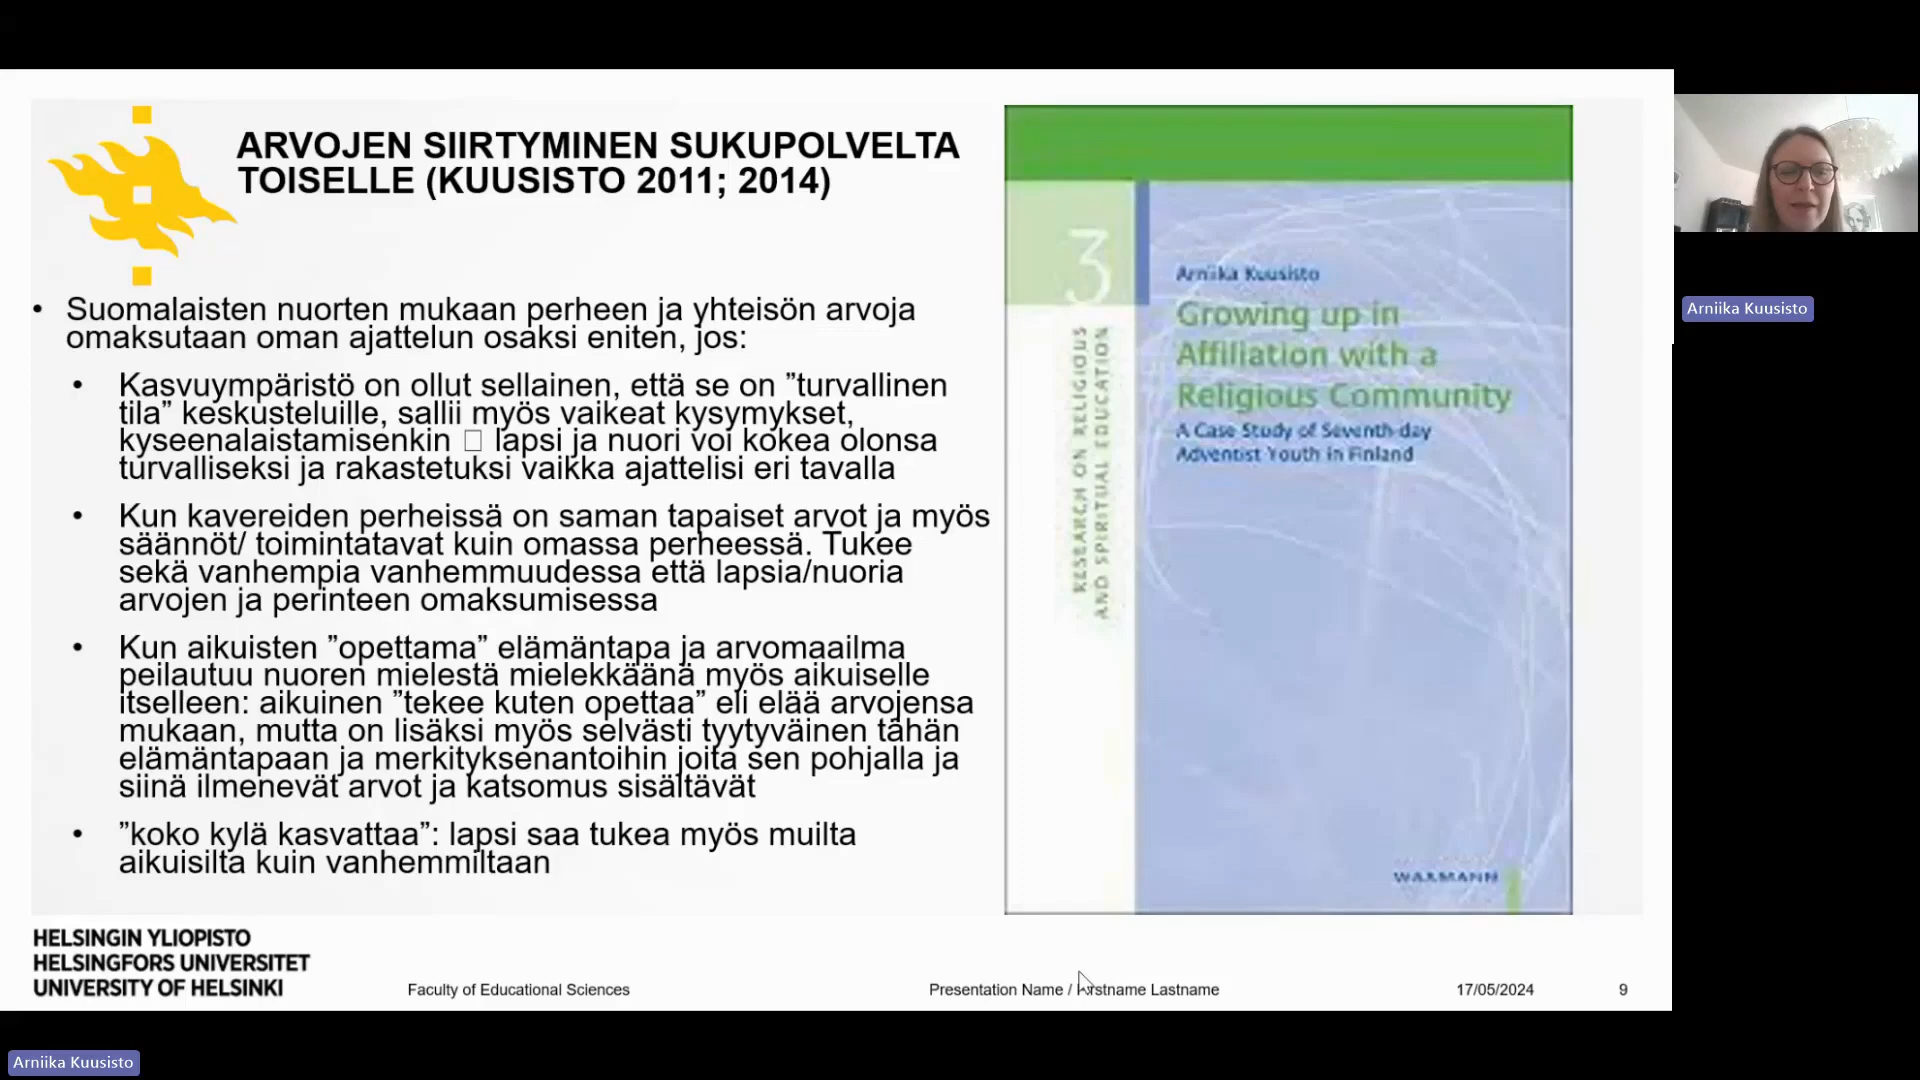 ARVOJEN SIIRTYMINEN SUKUPOLVELTA
TOISELLE (KUUSISTO 2011; 2014)
• Suomalaisten nuorten mukaan perheen ja yhteisön arvoja
omaksutaan oman ajattelun osaksi eniten, jos:
• Kasvuympäristö on ollut sellainen, että se on ”turvallinen
tila” keskusteluille, sallii myös vaikeat kysymykset,
kyseenalaistamisenkin □ lapsi ja nuori voi kokea olonsa
turvalliseksi ja rakastetuksi vaikka ajattelisi eri tavalla
• Kun kavereiden perheissä on saman tapaiset arvot ja myös
säännöt/ toimintatavat kuin omassa perheessä. Tukee
sekä vanhempia vanhemmuudessa että lapsia/nuoria
arvojen ja perinteen omaksumisessa
• Kun aikuisten ”opettama” elämäntapa ja arvomaailma
peilautuu nuoren mielestä mielekkäänä myös aikuiselle
itselleen: aikuinen ”tekee kuten opettaa” eli elää arvojensa
mukaan, mutta on lisäksi myös selvästi tyytyväinen tähän
elämäntapaan ja merkityksenantoihin joita sen pohjalla ja
siinä ilmenevät arvot ja katsomus sisältävät
• ”koko kylä kasvattaa”: lapsi saa tukea myös muilta
aikuisilta kuin vanhemmiltaan
3
RESEARCH ON RELIGIOUS
AND SPIRITUAL EDUCATION
Arniika Kuusisto
Growing up in
Affiliation with a
Religious Community
A Case Study of Seventh-day
Adventist Youth in Finland
WAXMANN
HELSINGIN YLIOPISTO
HELSINGFORS UNIVERSITET
UNIVERSITY OF HELSINKI
Faculty of Educational Sciences
Presentation Name / Firstname Lastname
17/05/2024
9
Arniika Kuusisto
Arniika Kuusisto